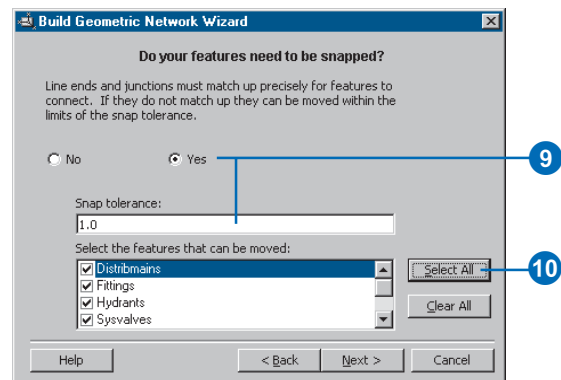 Build Geometric Network Wizard
Do your features need to be snapped?
Line ends and junctions must match up precisely for features to
connect. If they do not match up they can be moved within the
limits of the snap tolerance.
No
Yes
9
Snap tolerance:
1.0
Select the features that can be moved:
Distribmains
Fittings
Hydrants
Sysvalves
Select All
10
Clear All
Help
< Back
Next >
Cancel